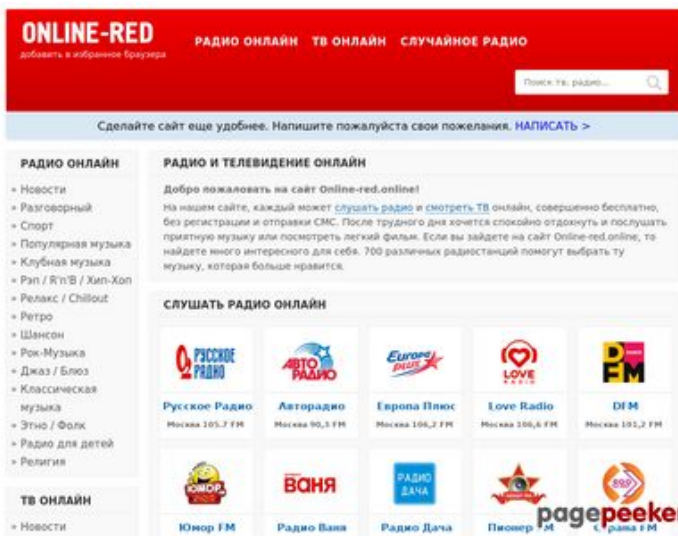 ONLINE-RED
добавить в избранное браузера
РАДИО ОНЛАЙН ТВ ОНЛАЙН СЛУЧАЙНОЕ РАДИО
Поиск тв, радио...
Сделайте сайт еще удобнее. Напишите пожалуйста свои пожелания. НАПИСАТЬ >
РАДИО ОНЛАЙН
» Новости
» Разговорный
» Спорт
» Популярная музыка
» Клубная музыка
» Рэп / R'n'B / Хип-Хоп
» Релакс / Chillout
» Ретро
» Шансон
» Рок-Музыка
» Джаз / Блюз
» Классическая
музыка
» Этно / Фолк
» Радио для детей
» Религия
ТВ ОНЛАЙН
» Новости
РАДИО И ТЕЛЕВИДЕНИЕ ОНЛАЙН
Добро пожаловать на сайт Online-red.online!
На нашем сайте, каждый может слушать радио и смотреть ТВ онлайн, совершенно бесплатно,
без регистрации и отправки СМС. После трудного дня хочется спокойно отдохнуть и послушать
приятную музыку или посмотреть легкий фильм. Если вы зайдете на сайт Online-red.online, то
найдете много интересного для себя. 700 различных радиостанций помогут выбрать ту
музыку, которая больше нравится.
СЛУШАТЬ РАДИО ОНЛАЙН
РУССКОЕ
РАДИО
АВТО
РАДИО
Europa
PLUS
LOVE
RADIO
DFM
Русское Радио Авторадио Европа Плюс Love Radio DFM
Москва 105.7 FM Москва 90,3 FM Москва 106,2 FM Москва 106,6 FM Москва 101,2 FM
ЮМОР
ВАНЯ
РАДИО
ДАЧА
89.9
Юмор FM Радио Ваня Радио Дача Пионер FM Страна FM
pagepeeker